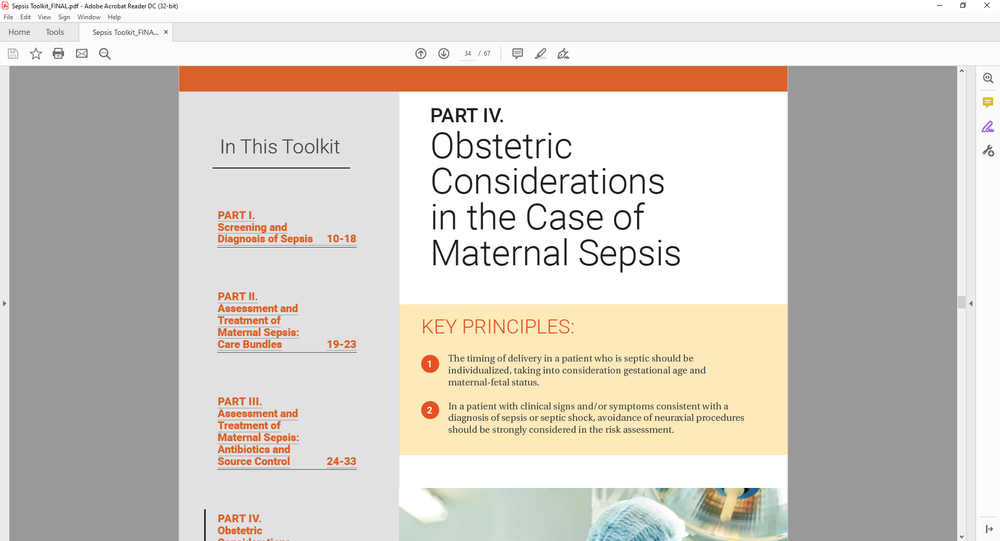 Sepsis Toolkit_FINAL.pdf - Adobe Acrobat Reader DC (32-bit)
File Edit View Sign Window Help
Home Tools Sepsis Toolkit_FINA... ×
34 / 67
In This Toolkit
PART I.
Screening and
Diagnosis of Sepsis 10-18
PART II.
Assessment and
Treatment of
Maternal Sepsis:
Care Bundles 19-23
PART III.
Assessment and
Treatment of
Maternal Sepsis:
Antibiotics and
Source Control 24-33
PART IV.
Obstetric
Considerations
PART IV.
Obstetric
Considerations
in the Case of
Maternal Sepsis
KEY PRINCIPLES:
1 The timing of delivery in a patient who is septic should be
individualized, taking into consideration gestational age and
maternal-fetal status.
2 In a patient with clinical signs and/or symptoms consistent with a
diagnosis of sepsis or septic shock, avoidance of neuraxial procedures
should be strongly considered in the risk assessment.